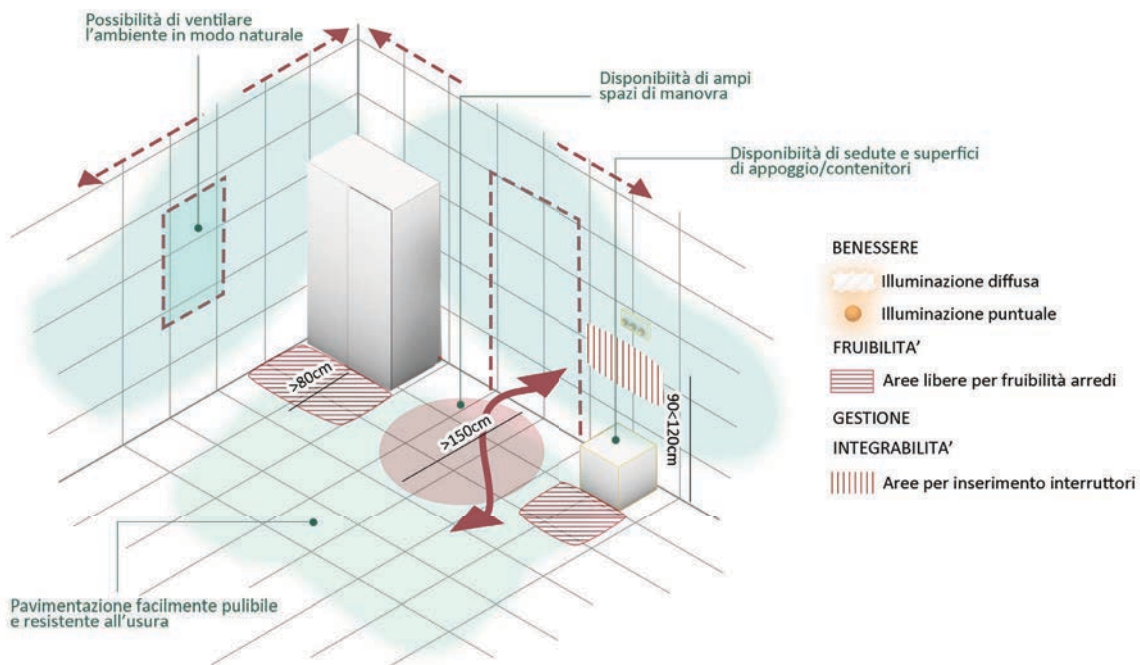 Possibilità di ventilare
l'ambiente in modo naturale
Disponibiità di ampi
spazi di manovra
Disponibiità di sedute e superfici
di appoggio/contenitori
>80cm
>150cm
90<120cm
Pavimentazione facilmente pulibile
e resistente all'usura
BENESSERE
Illuminazione diffusa
Illuminazione puntuale
FRUIBILITA'
Aree libere per fruibilità arredi
GESTIONE
INTEGRABILITA'
Aree per inserimento interruttori